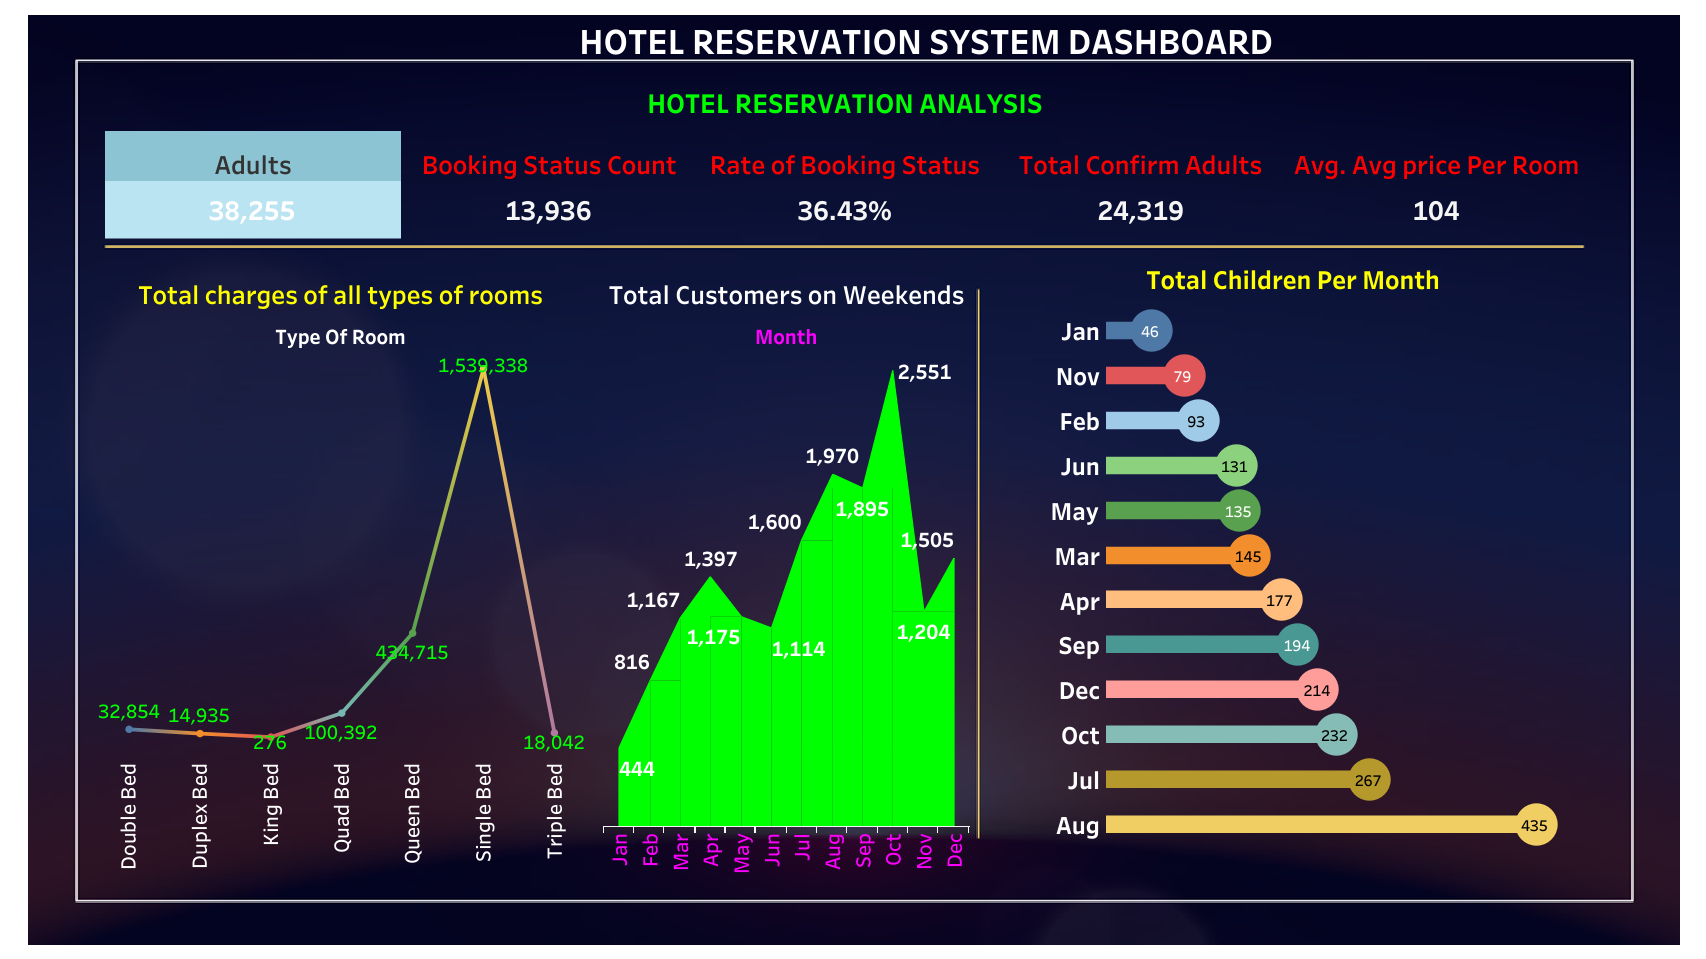 HOTEL RESERVATION SYSTEM DASHBOARD
HOTEL RESERVATION ANALYSIS
Adults
Booking Status Count
Rate of Booking Status
Total Confirm Adults
Avg. Avg price Per Room
38,255
13,936
36.43%
24,319
104
Total charges of all types of rooms
Type Of Room
1,539,338
434,715
32,854
14,935
276
100,392
18,042
Double Bed
Duplex Bed
King Bed
Quad Bed
Queen Bed
Single Bed
Triple Bed
Total Customers on Weekends
Month
2,551
1,970
1,895
1,600
1,505
1,397
1,167
1,175
1,114
1,204
816
444
Jan
Feb
Mar
Apr
May
Jun
Jul
Aug
Sep
Oct
Nov
Dec
Total Children Per Month
Jan 46
Nov 79
Feb 93
Jun 131
May 135
Mar 145
Apr 177
Sep 194
Dec 214
Oct 232
Jul 267
Aug 435